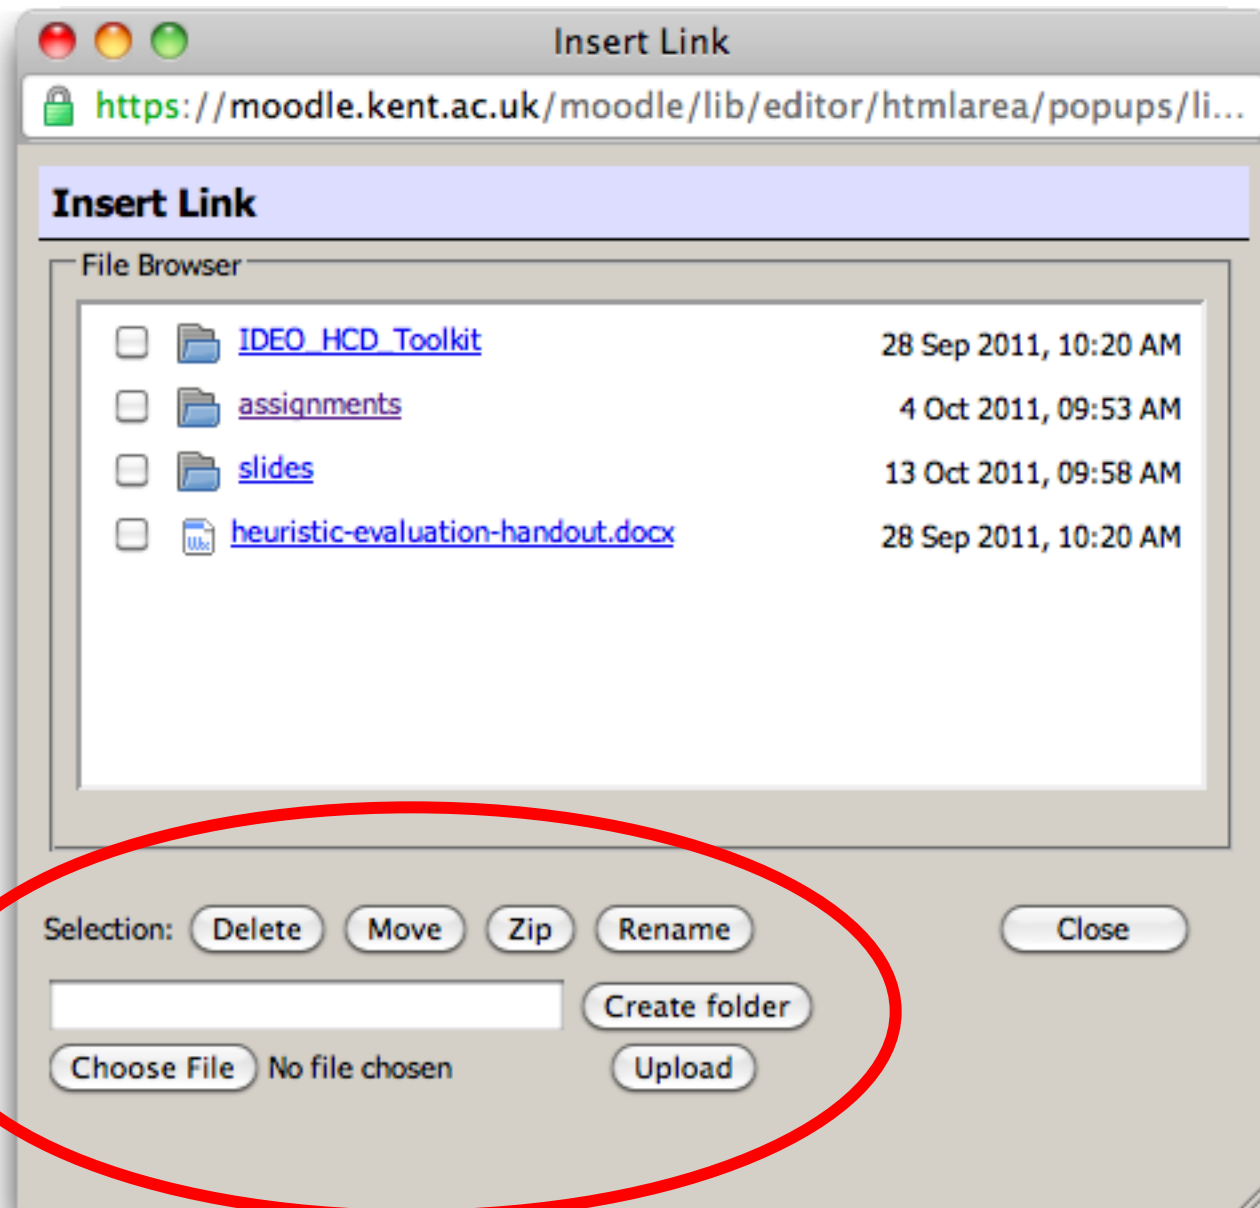 Insert Link
https://moodle.kent.ac.uk/moodle/lib/editor/htmlarea/popups/li...
Insert Link
File Browser
IDEO_HCD_Toolkit 28 Sep 2011, 10:20 AM
assignments 4 Oct 2011, 09:53 AM
slides 13 Oct 2011, 09:58 AM
heuristic-evaluation-handout.docx 28 Sep 2011, 10:20 AM
Selection: Delete Move Zip Rename Close
Create folder
Choose File No file chosen Upload